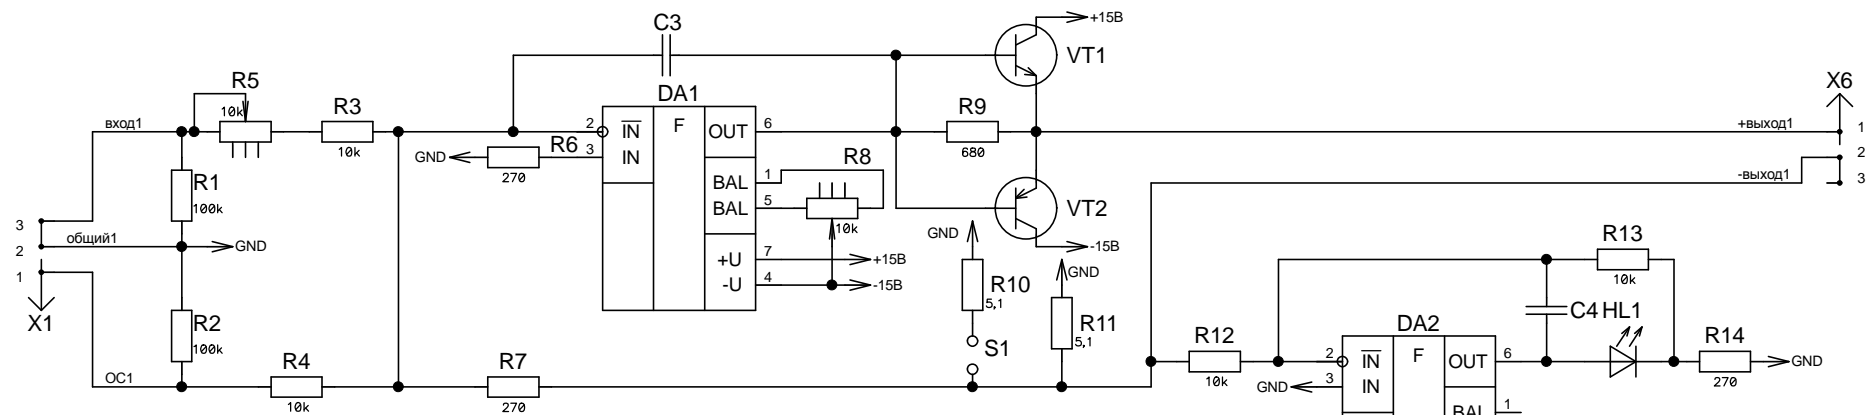 C3
+15В
VT1
X6
R5
10k
R3
10k
DA1
R9
680
вход1
2
IN
F
OUT
6
+выход1
1
GND
R6
270
3
IN
R8
10k
2
3
R1
100k
BAL
1
BAL
5
-выход1
VT2
3
общий1
GND
2
GND
-15В
R13
10k
+U
7
+15В
-U
4
-15В
GND
1
X1
R10
5,1
R11
5,1
C4
HL1
R2
100k
S1
R12
10k
DA2
R14
270
R4
10k
R7
270
2
IN
F
OUT
6
GND
ОС1
GND
3
IN
BAL
1